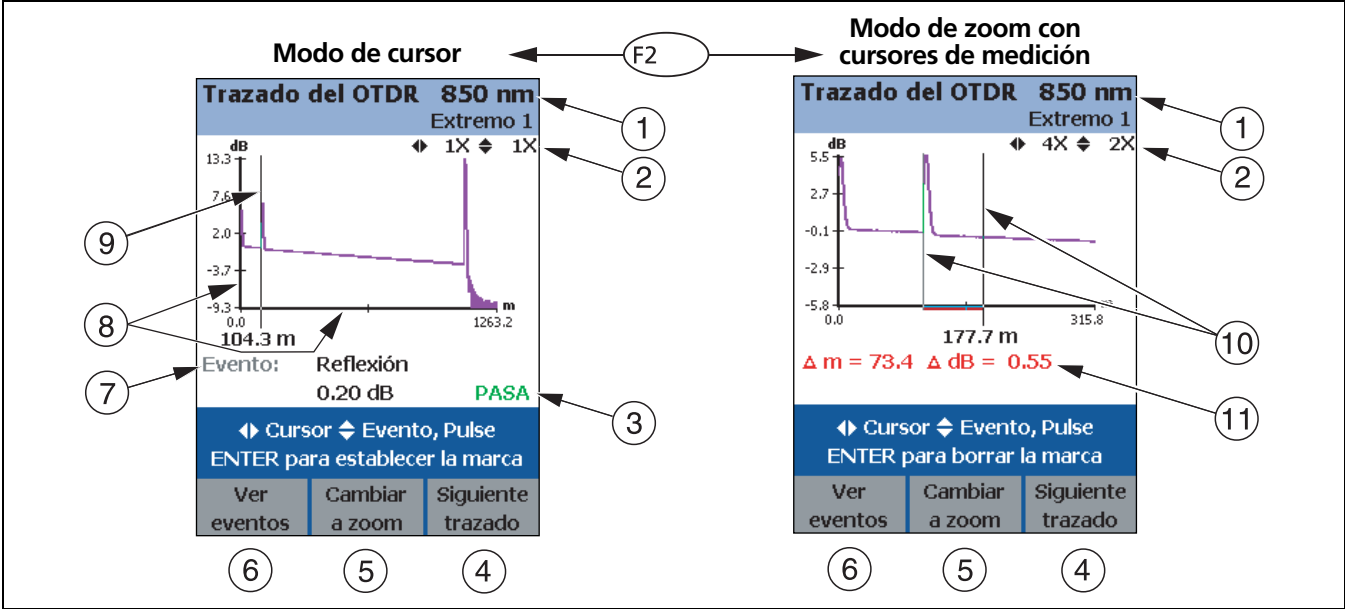 Modo de cursor
F2
Modo de zoom con
cursores de medición
Trazado del OTDR 850 nm
Extremo 1
1X 1X
dB
13.3
7.6
2.0
-3.7
-9.3
0.0
1263.2
m
104.3 m
Evento: Reflexión
0.20 dB PASA
Cursor Evento, Pulse
ENTER para establecer la marca
Ver
eventos
Cambiar
a zoom
Siguiente
trazado
1
2
3
4
5
6
7
8
9
Trazado del OTDR 850 nm
Extremo 1
4X 2X
dB
5.5
2.7
-0.1
-2.9
-5.8
0.0
315.8
177.7 m
Δ m = 73.4 Δ dB = 0.55
Cursor Evento, Pulse
ENTER para borrar la marca
Ver
eventos
Cambiar
a zoom
Siguiente
trazado
1
2
10
11
6
5
4